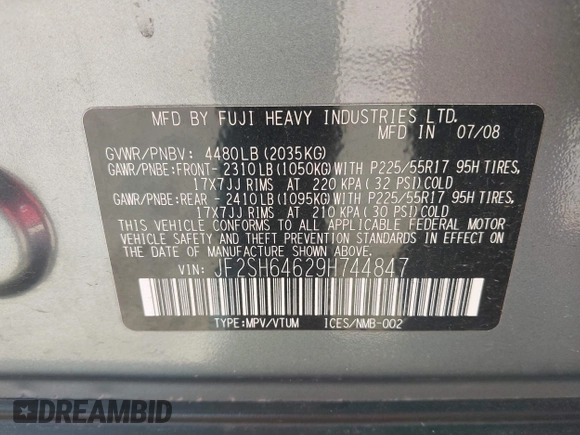 MFD BY FUJI HEAVY INDUSTRIES LTD.
MFD IN 07/08
GVWR/PNBV: 4480LB(2035KG)
GAWR/PNBE:FRONT- 2310LB(1050KG)WITH P225/55R17 95H TIRES,
17X7JJ RIMS AT 220 KPA(32 PSI)COLD
GAWR/PNBE:REAR - 2410LB(1095KG)WITH P225/55R17 95H TIRES,
17X7JJ RIMS AT 210 KPA(30 PSI)COLD
THIS VEHICLE CONFORMS TO ALL APPLICABLE FEDERAL MOTOR
VEHICLE SAFETY AND THEFT PREVENTION STANDARDS IN EFFECT ON
THE DATE OF MANUFACTURE SHOWN ABOVE.
VIN: JF2SH64629H744847
TYPE:MPV/VTUM ICES/NMB-002
DREAMBID